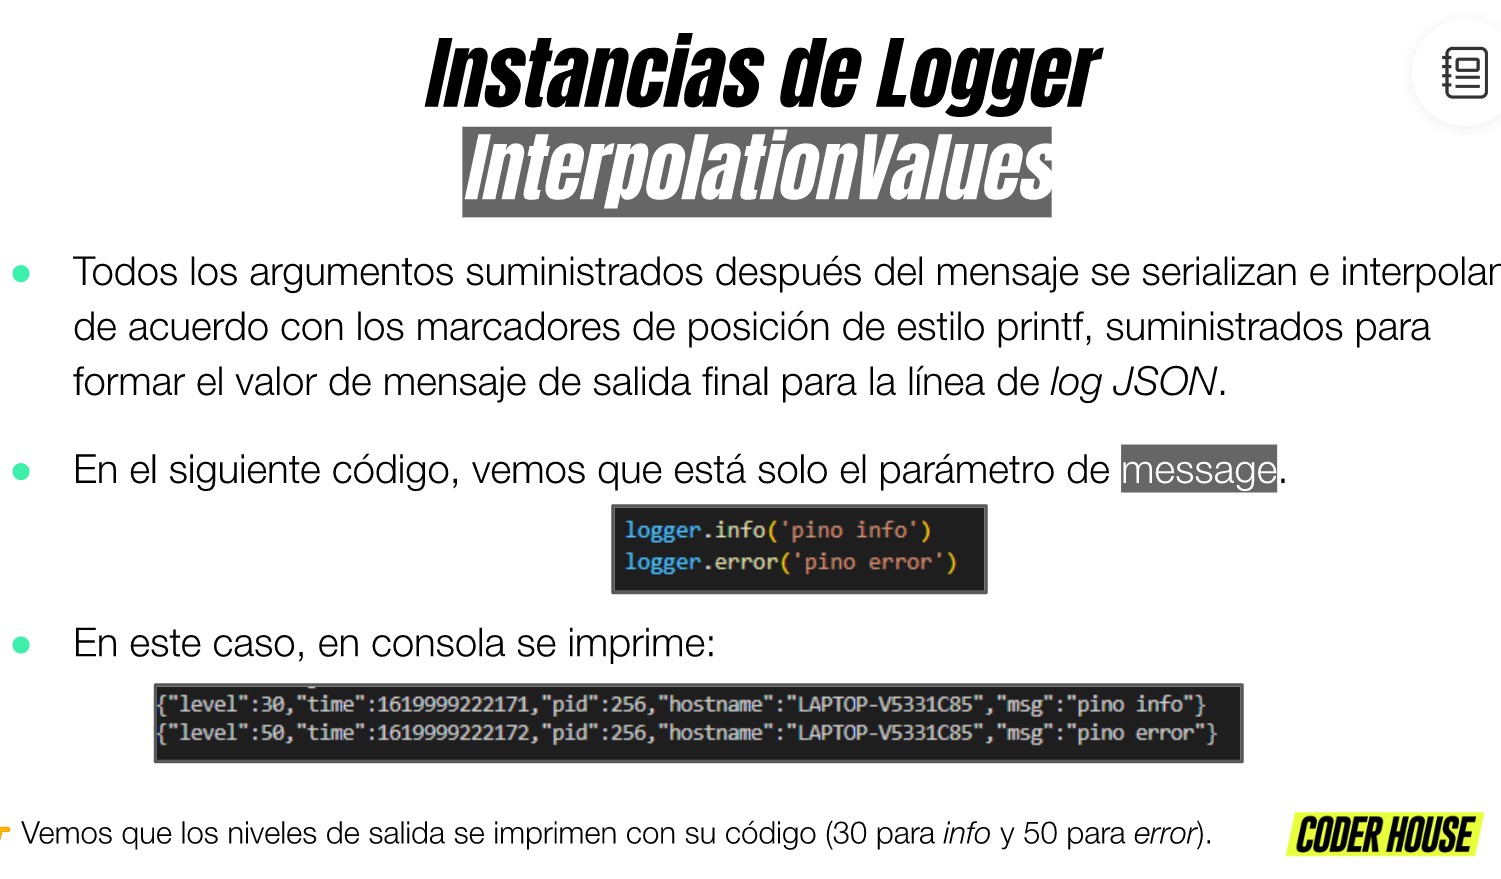 Instancias de Logger
InterpolationValues
Todos los argumentos suministrados después del mensaje se serializan e interpolan
de acuerdo con los marcadores de posición de estilo printf, suministrados para
formar el valor de mensaje de salida final para la línea de log JSON.
En el siguiente código, vemos que está solo el parámetro de message.
logger.info('pino info')
logger.error('pino error')
En este caso, en consola se imprime:
{"level":30,"time":1619999222171,"pid":256,"hostname":"LAPTOP-V5331C85","msg":"pino info"}
{"level":50,"time":1619999222172,"pid":256,"hostname":"LAPTOP-V5331C85","msg":"pino error"}
Vemos que los niveles de salida se imprimen con su código (30 para info y 50 para error).
CODER HOUSE